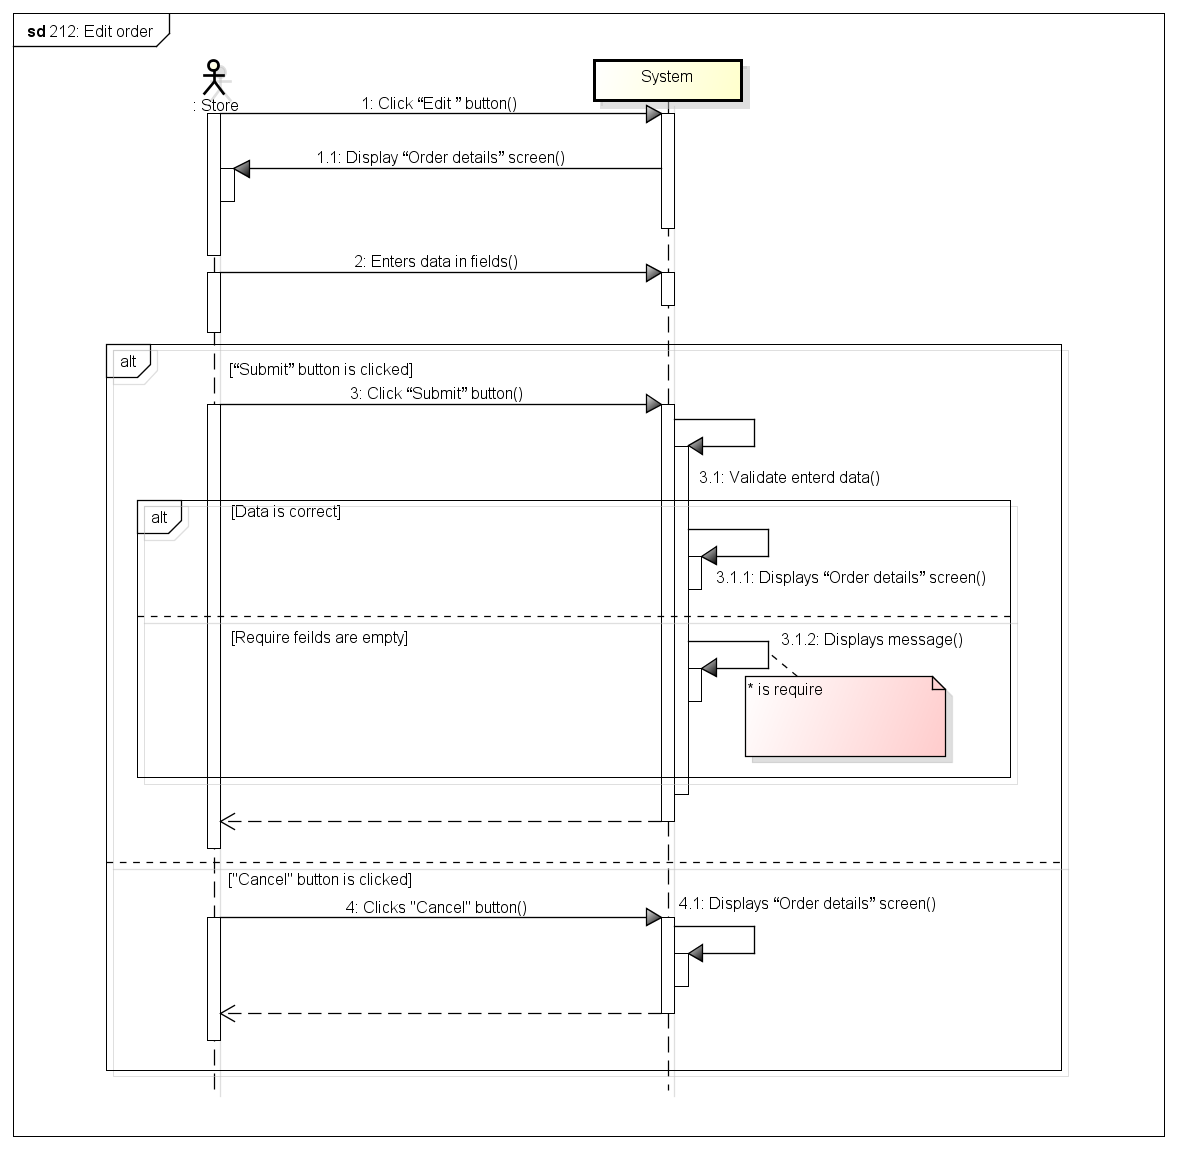 sd 212: Edit order
: Store
System
1: Click “Edit ” button()
1.1: Display “Order details” screen()
2: Enters data in fields()
alt
[“Submit” button is clicked]
3: Click “Submit” button()
3.1: Validate enterd data()
alt
[Data is correct]
3.1.1: Displays “Order details” screen()
[Require feilds are empty]
3.1.2: Displays message()
* is require
["Cancel" button is clicked]
4: Clicks "Cancel" button()
4.1: Displays “Order details” screen()